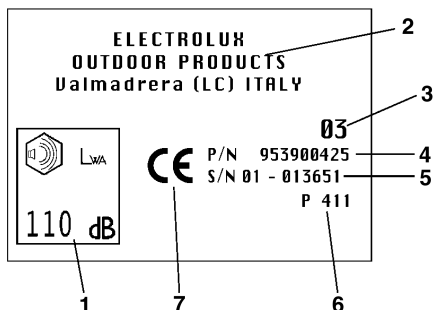 ELECTROLUX
OUTDOOR PRODUCTS
Valmadrera (LC) ITALY
2
03
3
P/N 953900425
4
S/N 01 - 013651
5
P 411
LWA
CE
110 dB
1
7
6